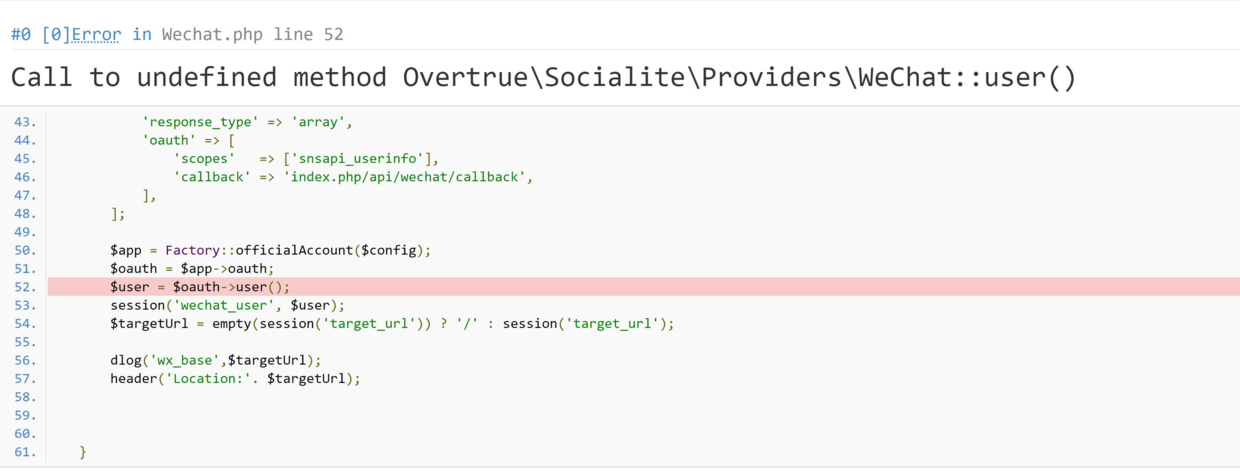 #0 [0]Error in Wechat.php line 52
Call to undefined method Overtrue\Socialite\Providers\WeChat::user()
43.             'response_type' => 'array',
44.             'oauth' => [
45.                 'scopes'   => ['snsapi_userinfo'],
46.                 'callback' => 'index.php/api/wechat/callback',
47.             ],
48.         ];
49.
50.         $app = Factory::officialAccount($config);
51.         $oauth = $app->oauth;
52.         $user = $oauth->user();
53.         session('wechat_user', $user);
54.         $targetUrl = empty(session('target_url')) ? '/' : session('target_url');
55.
56.         dlog('wx_base',$targetUrl);
57.         header('Location:'. $targetUrl);
58.
59.
60.
61.     }